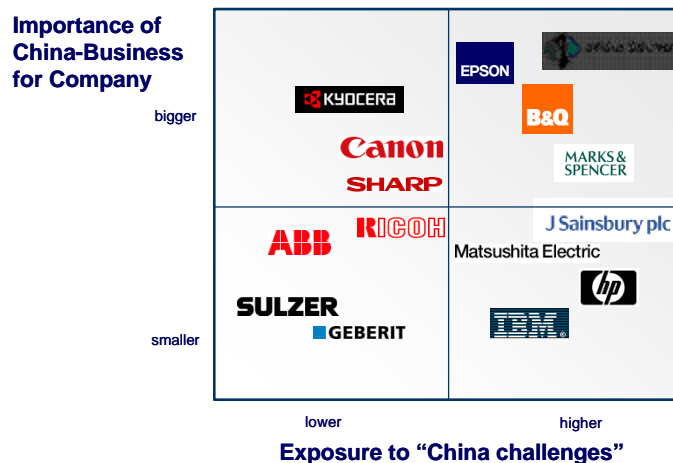 Importance of
China-Business
for Company
bigger
EPSON
KYOCERA
B&Q
Canon
MARKS &
SPENCER
SHARP
J Sainsbury plc
RICOH
ABB
Matsushita Electric
hp
SULZER
IBM®
GEBERIT
smaller
lower
higher
Exposure to “China challenges”